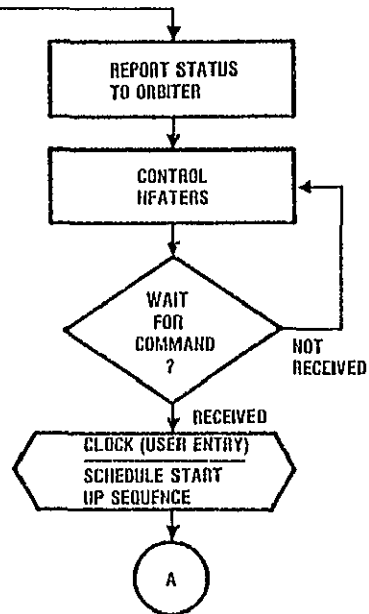 REPORT STATUS
TO ORBITER
CONTROL
HEATERS
WAIT
FOR
COMMAND
?
NOT
RECEIVED
RECEIVED
CLOCK (USER ENTRY)
SCHEDULE START
UP SEQUENCE
A